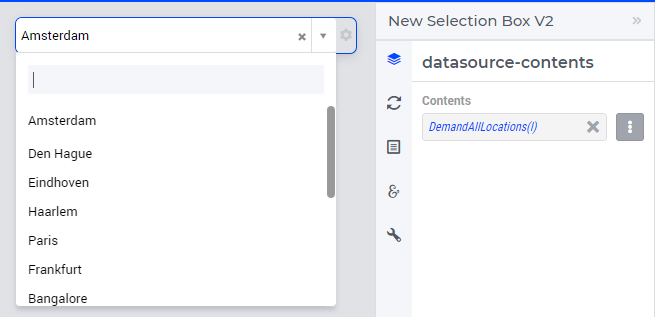 Amsterdam
Amsterdam
Den Hague
Eindhoven
Haarlem
Paris
Frankfurt
Bangalore
New Selection Box V2
datasource-contents
Contents
DemandAllLocations(l)